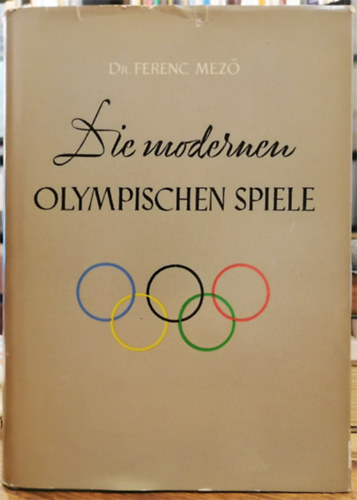 DR. FERENC MEZŐ
Die modernen
OLYMPISCHEN SPIELE